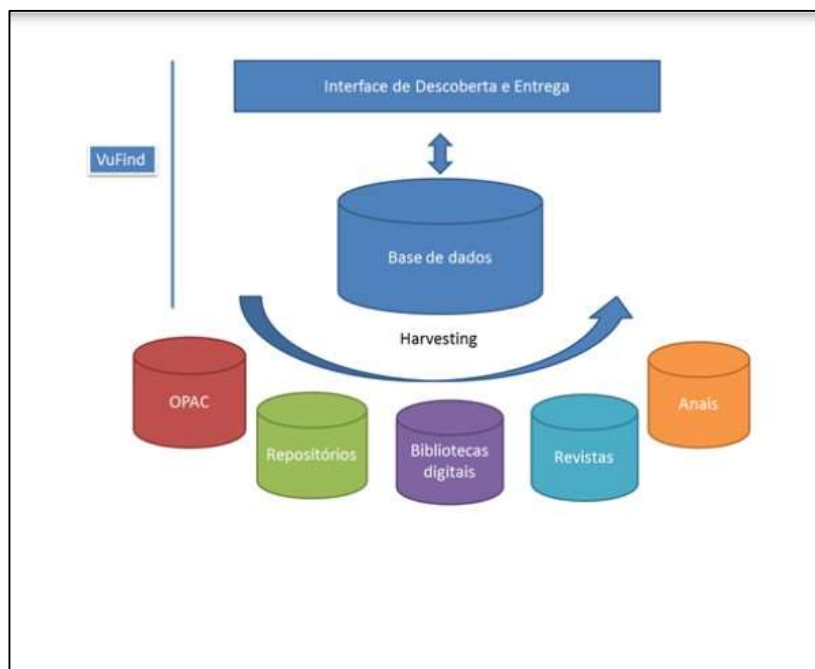 Interface de Descoberta e Entrega
VuFind
Base de dados
Harvesting
OPAC
Repositórios
Bibliotecas
digitais
Revistas
Anais